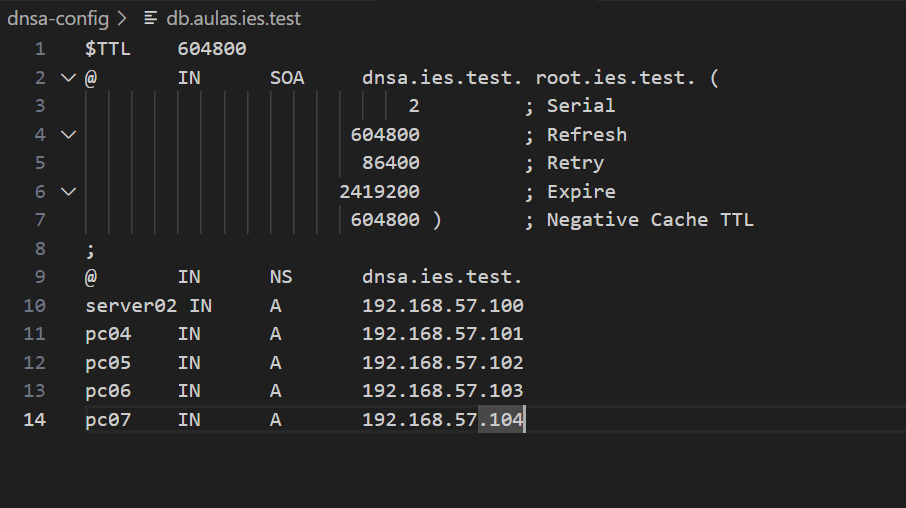 dnsa-config > db.aulas.ies.test
1 $TTL 604800
2 @ IN SOA dnsa.ies.test. root.ies.test. (
3 2 ; Serial
4 604800 ; Refresh
5 86400 ; Retry
6 2419200 ; Expire
7 604800 ) ; Negative Cache TTL
8 ;
9 @ IN NS dnsa.ies.test.
10 server02 IN A 192.168.57.100
11 pc04 IN A 192.168.57.101
12 pc05 IN A 192.168.57.102
13 pc06 IN A 192.168.57.103
14 pc07 IN A 192.168.57.104